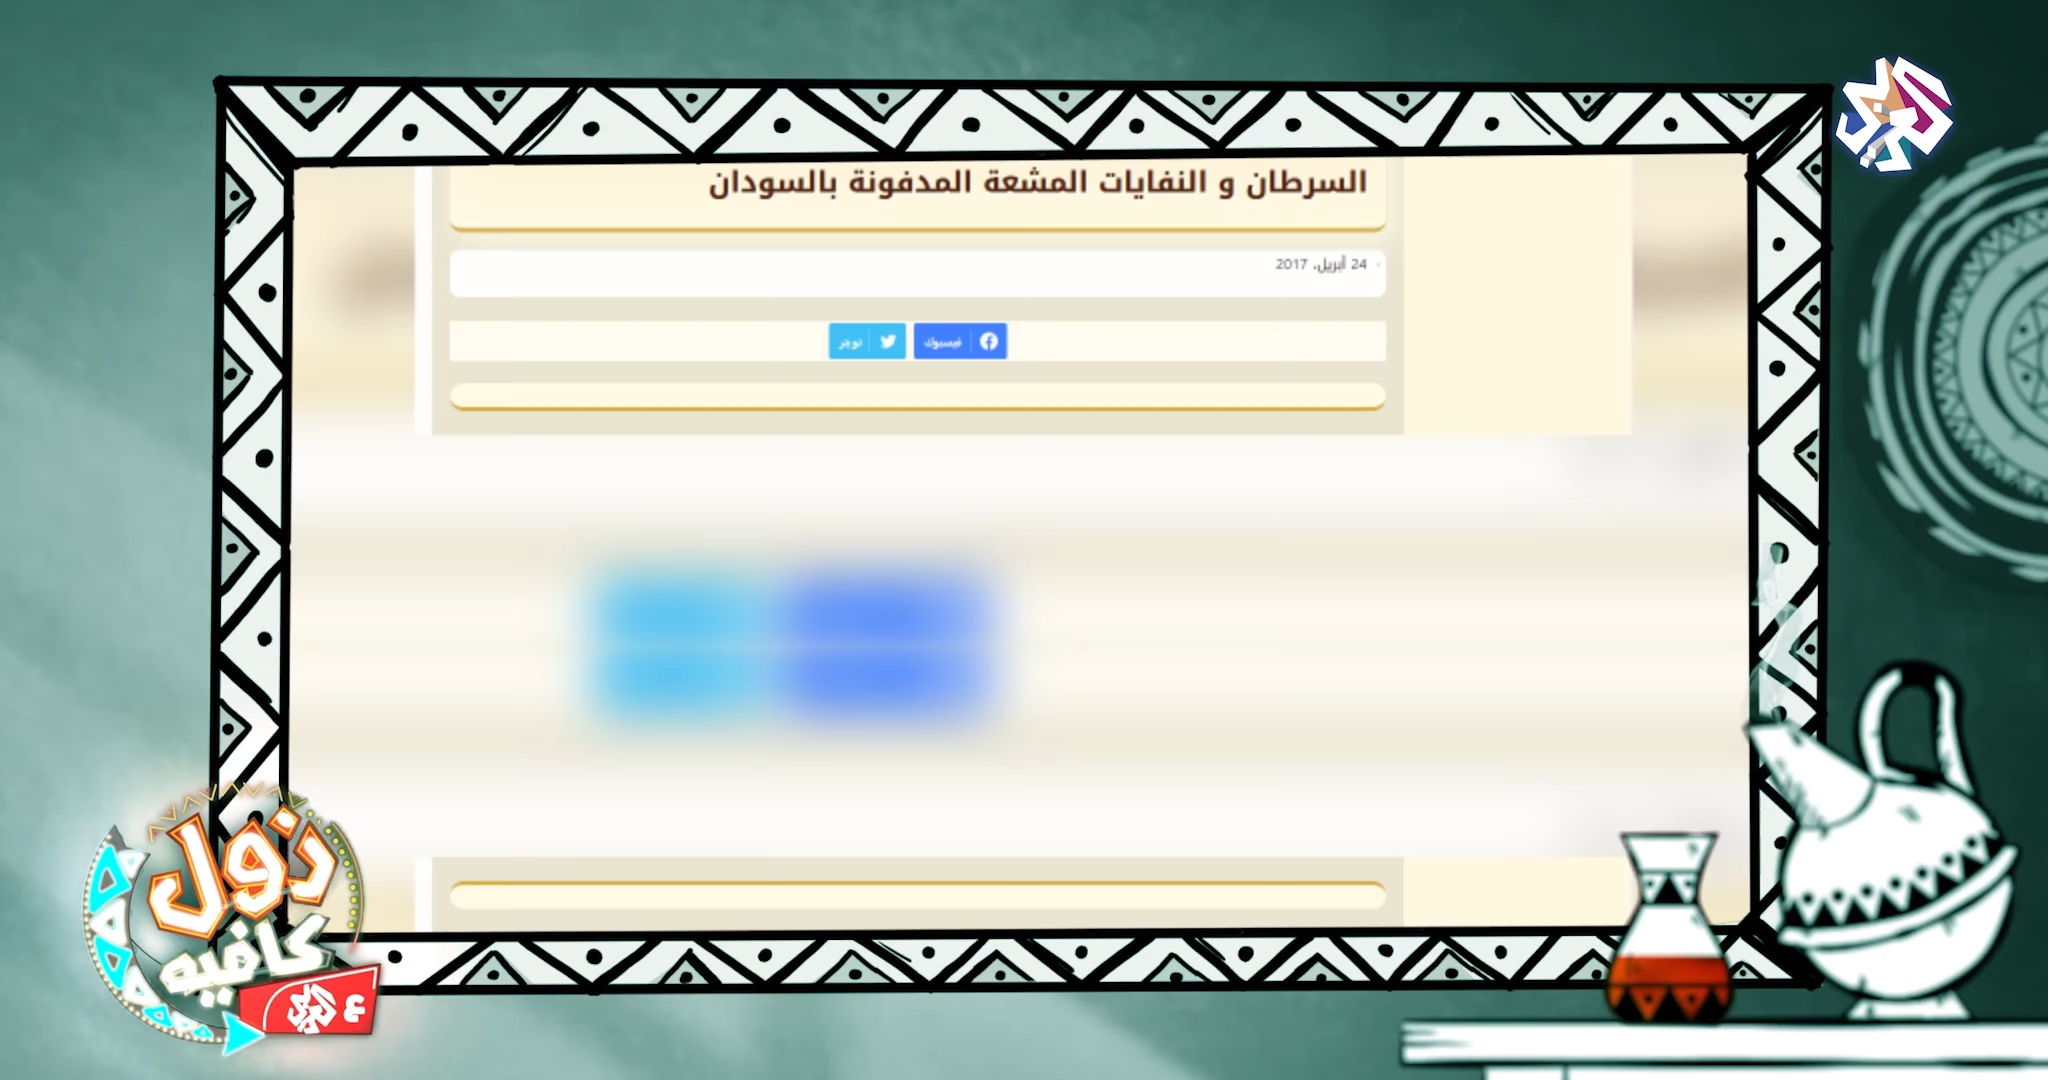 السرطان و النفايات المشعة المدفونة بالسودان
- 24 أبريل، 2017
فيسبوك
تويتر
زول
كافيه